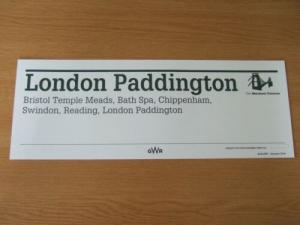 London Paddington
Bristol Temple Meads, Bath Spa, Chippenham,
Swindon, Reading, London Paddington
GWR